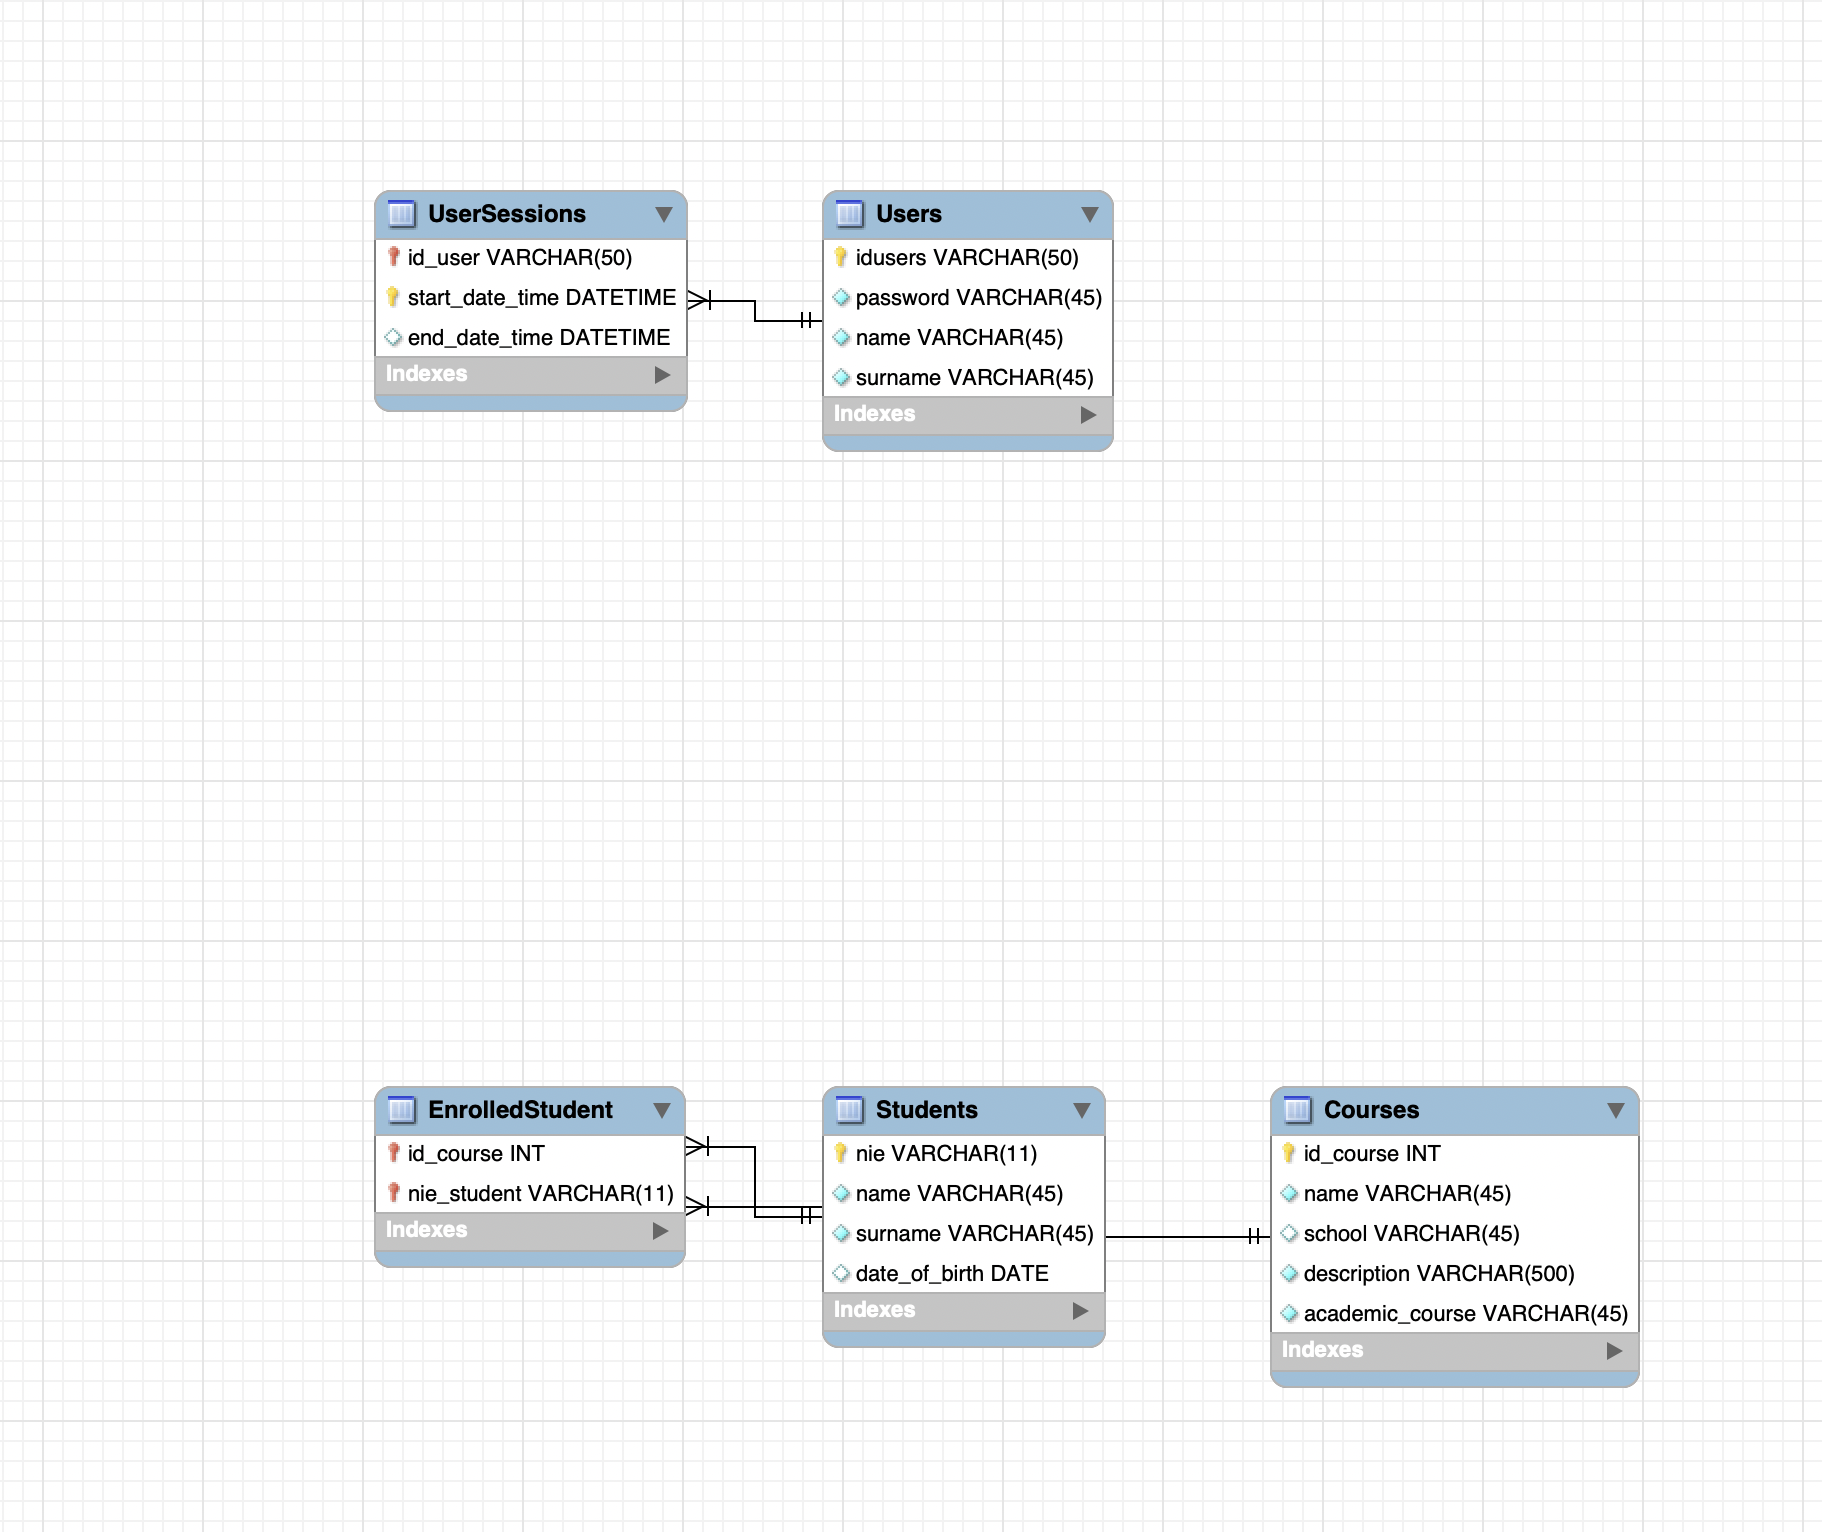 UserSessions
id_user VARCHAR(50)
start_date_time DATETIME
end_date_time DATETIME
Indexes
Users
idusers VARCHAR(50)
password VARCHAR(45)
name VARCHAR(45)
surname VARCHAR(45)
Indexes
EnrolledStudent
id_course INT
nie_student VARCHAR(11)
Indexes
Students
nie VARCHAR(11)
name VARCHAR(45)
surname VARCHAR(45)
date_of_birth DATE
Indexes
Courses
id_course INT
name VARCHAR(45)
school VARCHAR(45)
description VARCHAR(500)
academic_course VARCHAR(45)
Indexes